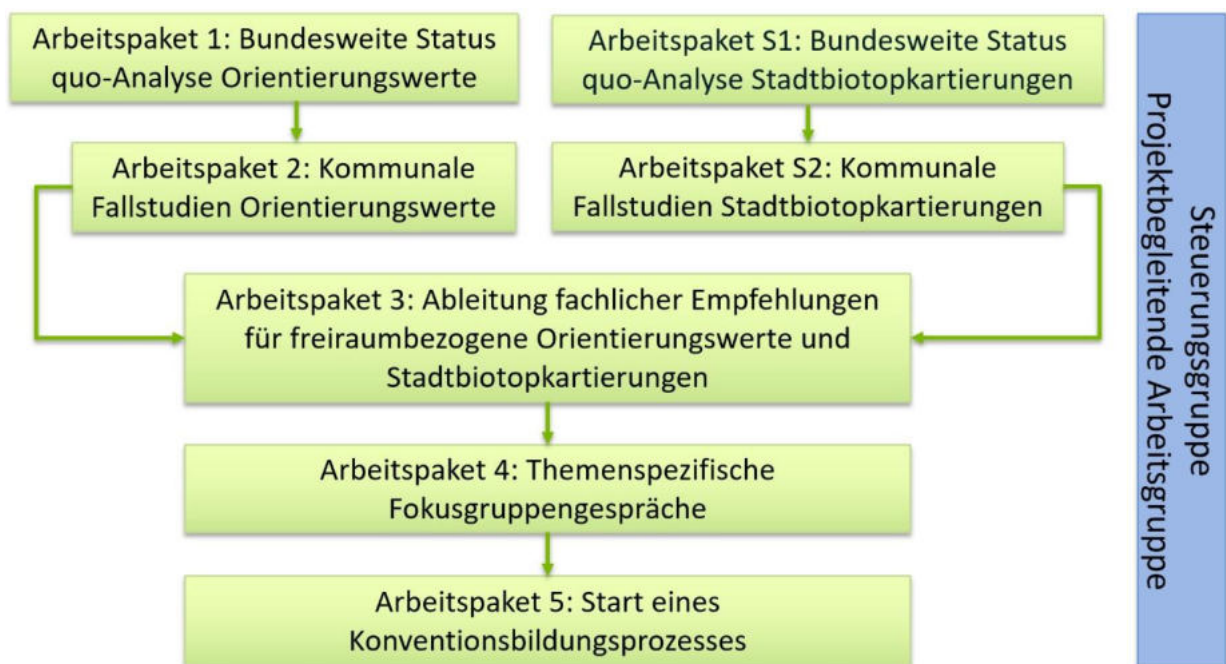 Arbeitspaket 1: Bundesweite Status
quo-Analyse Orientierungswerte
Arbeitspaket S1: Bundesweite Status
quo-Analyse Stadtbiotopkartierungen
Arbeitspaket 2: Kommunale
Fallstudien Orientierungswerte
Arbeitspaket S2: Kommunale
Fallstudien Stadtbiotopkartierungen
Arbeitspaket 3: Ableitung fachlicher Empfehlungen
für freiraumbezogene Orientierungswerte und
Stadtbiotopkartierungen
Arbeitspaket 4: Themenspezifische
Fokusgruppengespräche
Arbeitspaket 5: Start eines
Konventionsbildungsprozesses
Steuerungsgruppe
Projektbegleitende Arbeitsgruppe